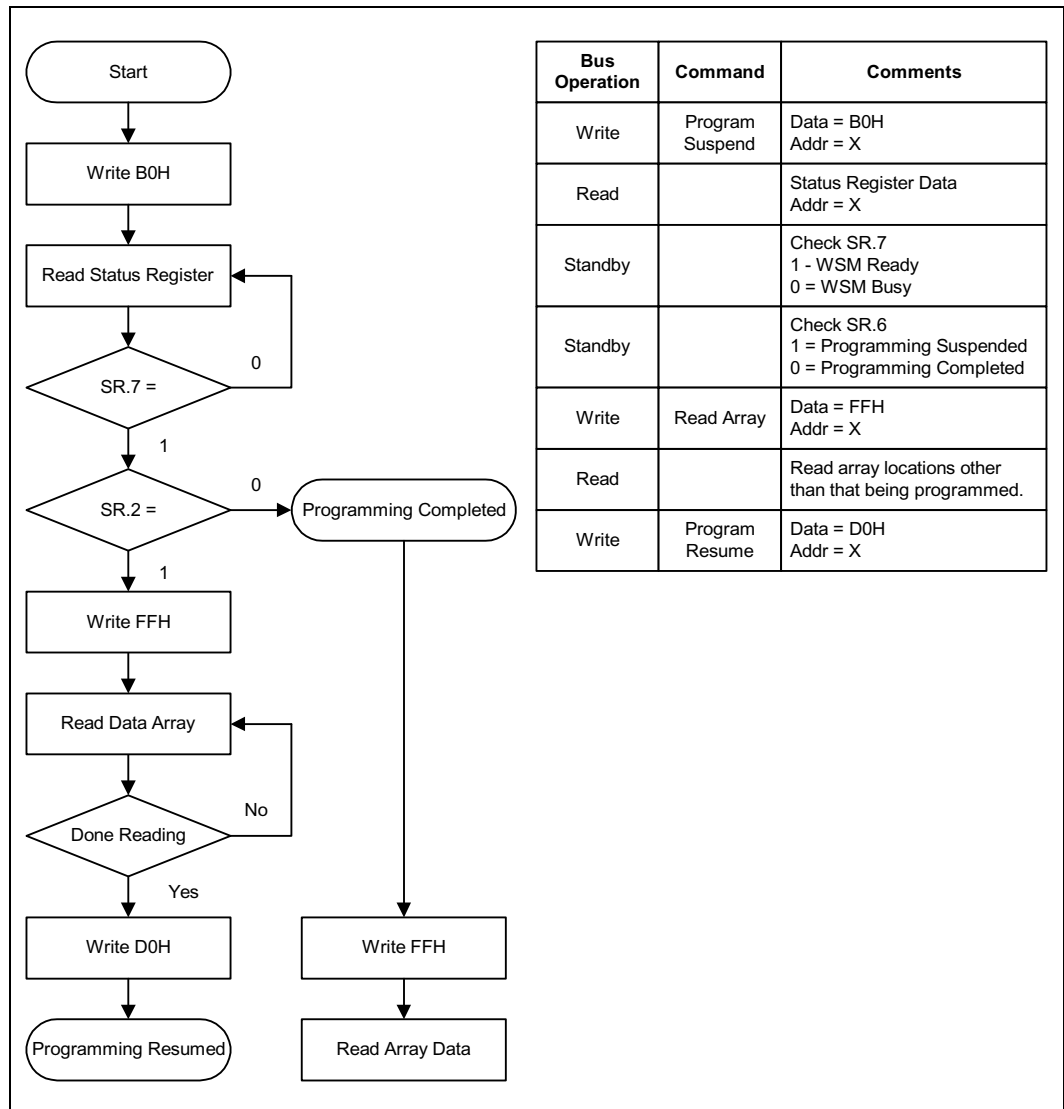 Start
Write B0H
Read Status Register
0
SR.7 =
1
0
SR.2 =
Programming Completed
1
Write FFH
Read Data Array
No
Done Reading
Yes
Write D0H
Write FFH
Programming Resumed
Read Array Data
Bus
Operation
Command
Comments
Write
Program
Suspend
Data = B0H
Addr = X
Read
Status Register Data
Addr = X
Standby
Check SR.7
1 - WSM Ready
0 = WSM Busy
Standby
Check SR.6
1 = Programming Suspended
0 = Programming Completed
Write
Read Array
Data = FFH
Addr = X
Read
Read array locations other
than that being programmed.
Write
Program
Resume
Data = D0H
Addr = X